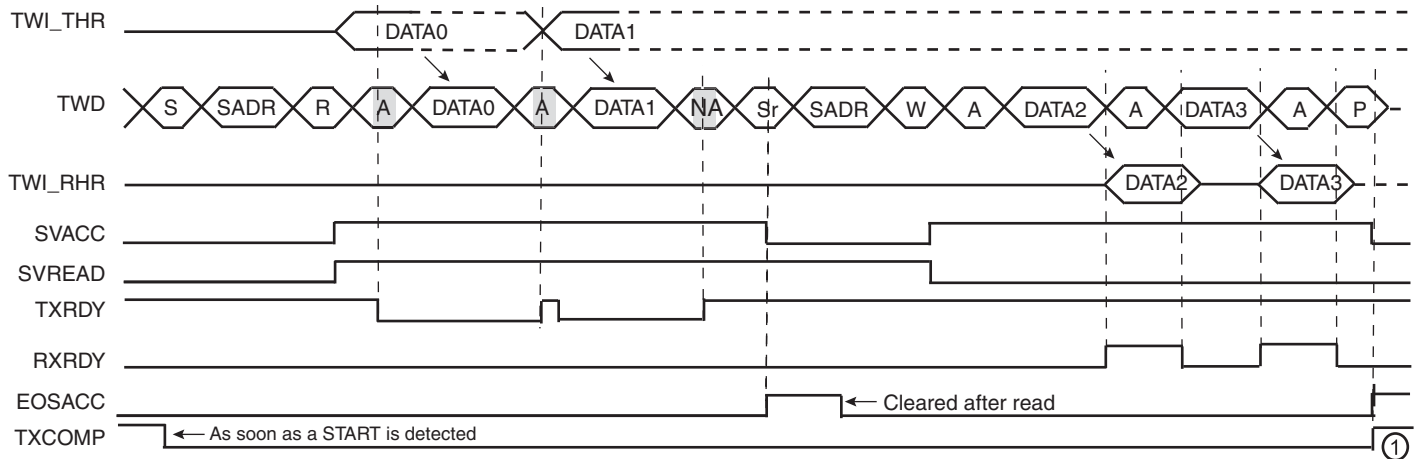 TWI_THR DATA0 DATA1
TWD S SADR R A DATA0 A DATA1 NA Sr SADR W A DATA2 A DATA3 A P
TWI_RHR DATA2 DATA3
SVACC
SVREAD
TXRDY
RXRDY
EOSACC Cleared after read
TXCOMP As soon as a START is detected 1